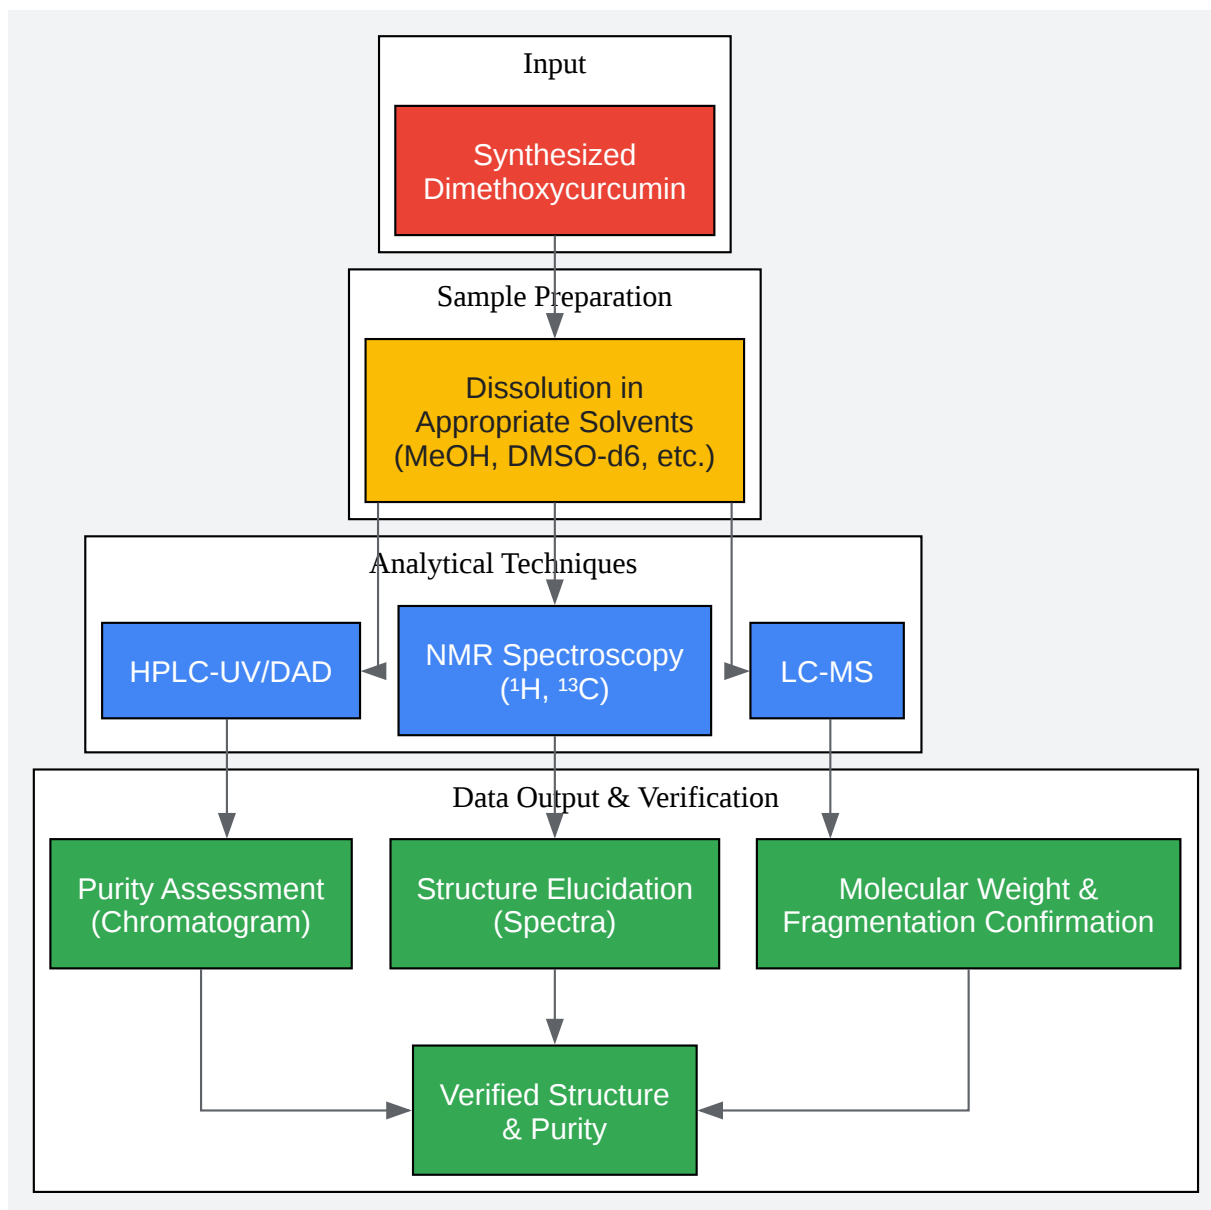 Input
Synthesized
Dimethoxycurcumin
Sample Preparation
Dissolution in
Appropriate Solvents
(MeOH, DMSO-d6, etc.)
Analytical Techniques
HPLC-UV/DAD
NMR Spectroscopy
(¹H, ¹³C)
LC-MS
Data Output & Verification
Purity Assessment
(Chromatogram)
Structure Elucidation
(Spectra)
Molecular Weight &
Fragmentation Confirmation
Verified Structure
& Purity